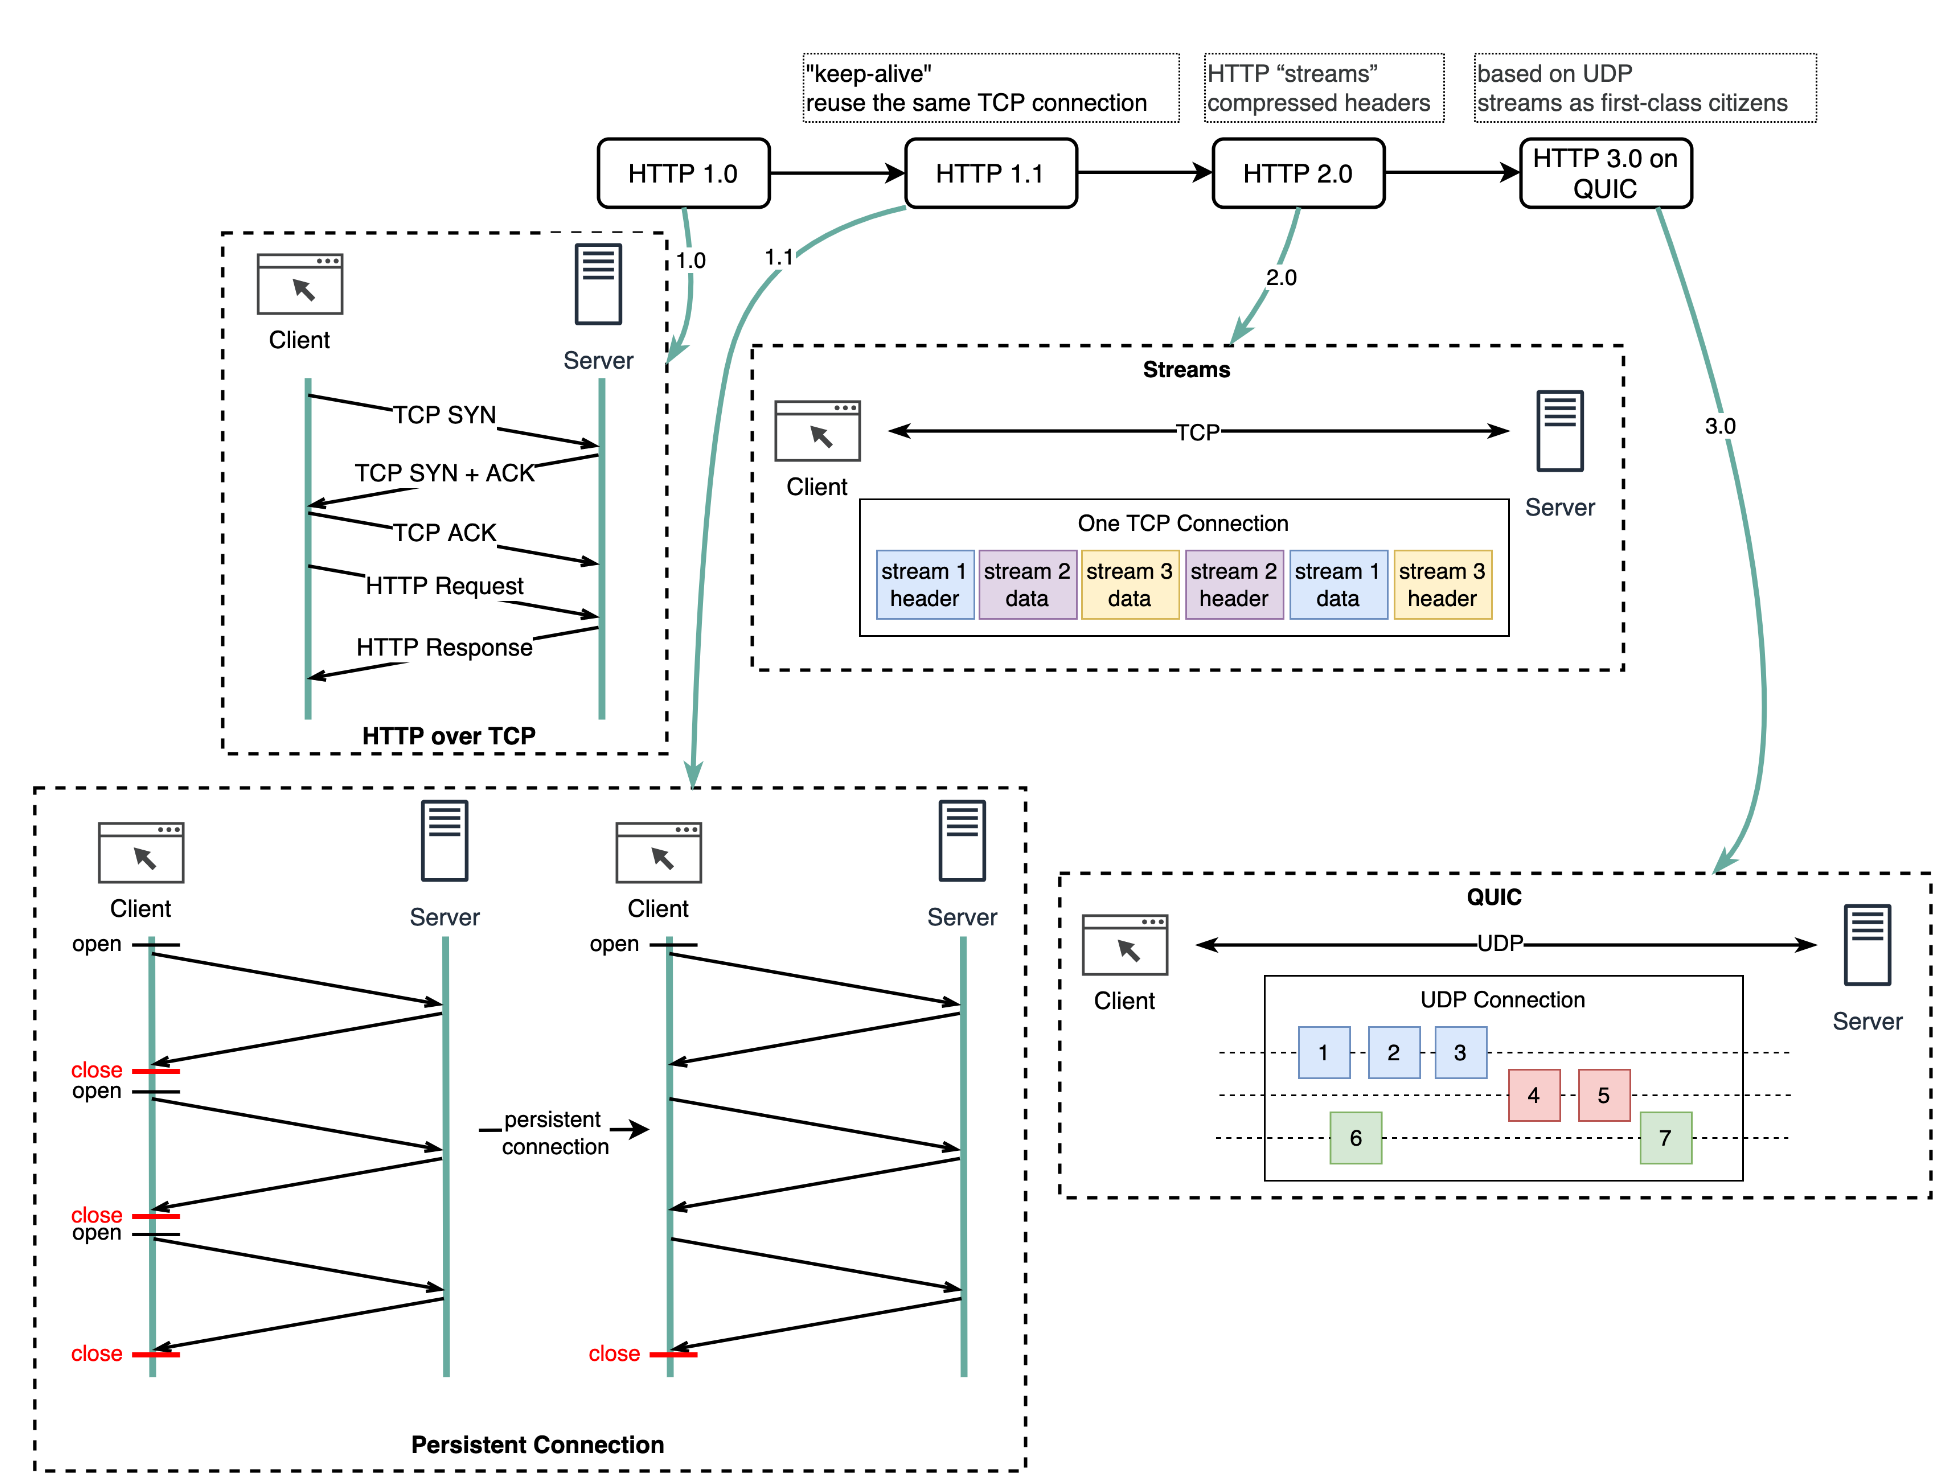 "keep-alive"
reuse the same TCP connection
HTTP “streams”
compressed headers
based on UDP
streams as first-class citizens
HTTP 1.0
HTTP 1.1
HTTP 2.0
HTTP 3.0 on
QUIC
1.0
1.1
2.0
3.0
Client
Server
TCP SYN
TCP SYN + ACK
TCP ACK
HTTP Request
HTTP Response
HTTP over TCP
Streams
TCP
Client
Server
One TCP Connection
stream 1
header
stream 2
data
stream 3
data
stream 2
header
stream 1
data
stream 3
header
Client
Server
open
close
open
close
open
close
persistent
connection
Client
Server
open
close
Persistent Connection
QUIC
UDP
Client
Server
UDP Connection
1
2
3
4
5
6
7